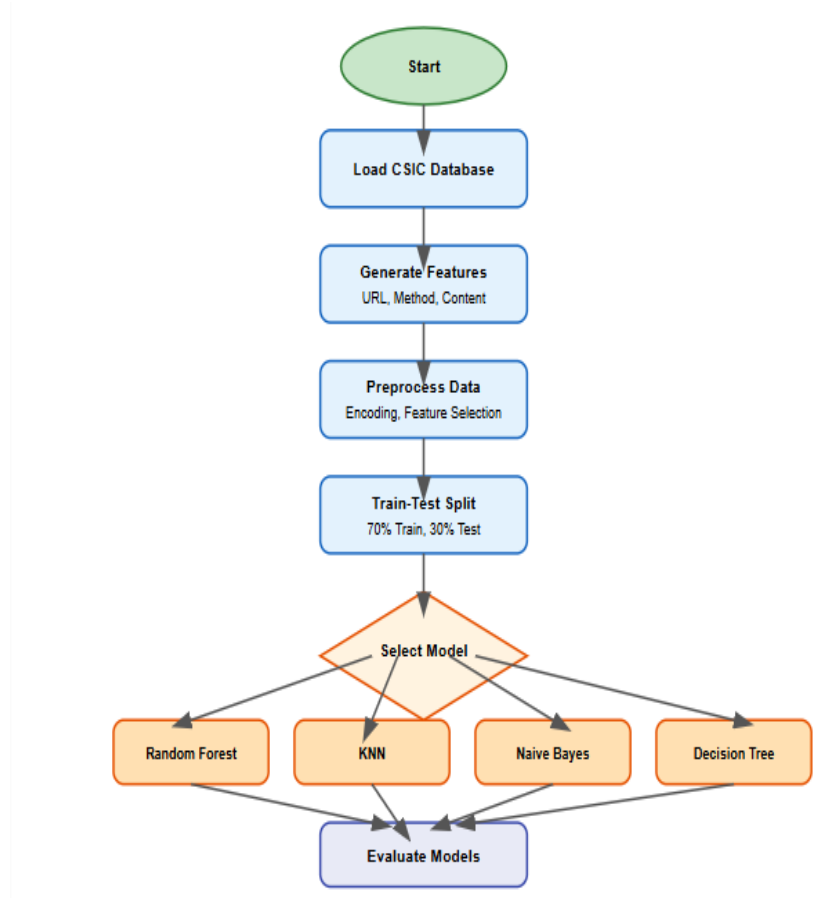 Start
Load CSIC Database
Generate Features
URL, Method, Content
Preprocess Data
Encoding, Feature Selection
Train-Test Split
70% Train, 30% Test
Select Model
Random Forest
KNN
Naive Bayes
Decision Tree
Evaluate Models